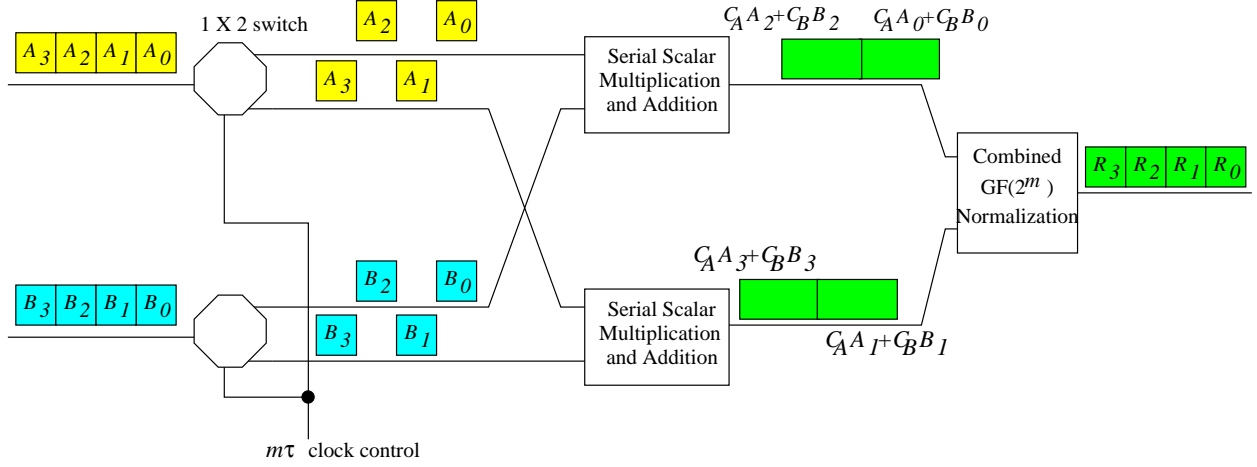 1 X 2 switch
A3 A2 A1 A0
A2 A0
A3 A1
Serial Scalar
Multiplication
and Addition
CAA2+CBB2 CAA0+CBB0
Combined
GF(2^m)
Normalization
R3 R2 R1 R0
B3 B2 B1 B0
B2 B0
B3 B1
Serial Scalar
Multiplication
and Addition
CAA3+CBB3
CAA1+CBB1
mτ clock control